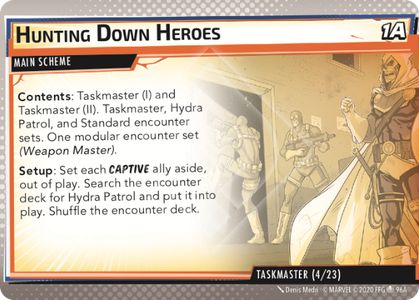 HUNTING DOWN HEROES
1A
MAIN SCHEME
Contents: Taskmaster (I) and
Taskmaster (II). Taskmaster, Hydra
Patrol, and Standard encounter
sets. One modular encounter set
(Weapon Master).
Setup: Set each CAPTIVE ally aside,
out of play. Search the encounter
deck for Hydra Patrol and put it into
play. Shuffle the encounter deck.
TASKMASTER (4/23)
Denis Medri © MARVEL © 2020 FFG 96A